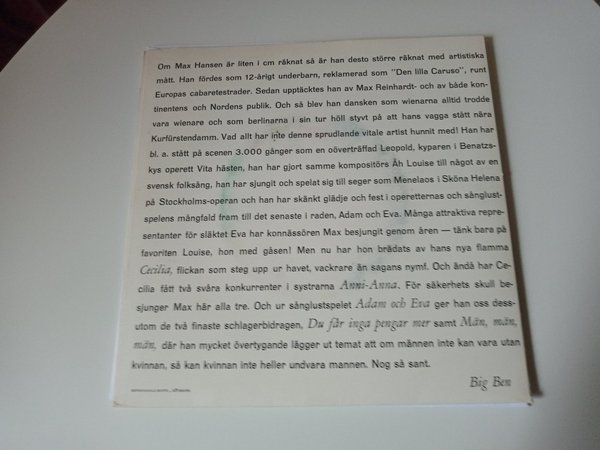 Om Max Hansen är liten i cm räknat så är han desto större räknat med artistiska
mått. Han fördes som 12-årigt underbarn, reklamerad som "Den lilla Caruso", runt
Europas cabaretestrader. Sedan upptäcktes han av Max Reinhardt- och av både kon-
tinentens och Nordens publik. Och så blev han dansken som wienarna alltid trodde
vara wienare och som berlinarna i sin tur höll styvt på att hans vagga stått nära
Kurfürstendamm. Vad allt har inte denne sprudlande vitale artist hunnit med! Han har
bl. a. stått på scenen 3.000 gånger som en oöverträffad Leopold, kyparen i Benatzs-
kys operett Vita hästen, han har gjort samme kompositörs Äh Louise till något av en
svensk folksång, han har sjungit och spelat sig till seger som Menelaos i Sköna Helena
på Stockholms-operan och han har skänkt glädje och fest i operetternas och sånglust-
spelens mångfald fram till det senaste i raden, Adam och Eva. Många attraktiva repre-
sentanter för släktet Eva har konnässören Max besjungit genom åren — tänk bara på
favoriten Louise, hon med gåsen! Men nu har hon brädats av hans nya flamma
Cecilia, flickan som steg upp ur havet, vackrare än sagans nymf. Och ändå har Ce-
cilia fått två svåra konkurrenter i systrarna Anni-Anna. För säkerhets skull be-
sjunger Max här alla tre. Och ur sånglustspelet Adam och Eva ger han oss dess-
utom de två finaste schlagerbidragen, Du får inga pengar mer samt Män, män,
män, där han mycket övertygande lägger ut temat att om männen inte kan vara utan
kvinnan, så kan kvinnan inte heller undvara mannen. Nog så sant.
Big Ben